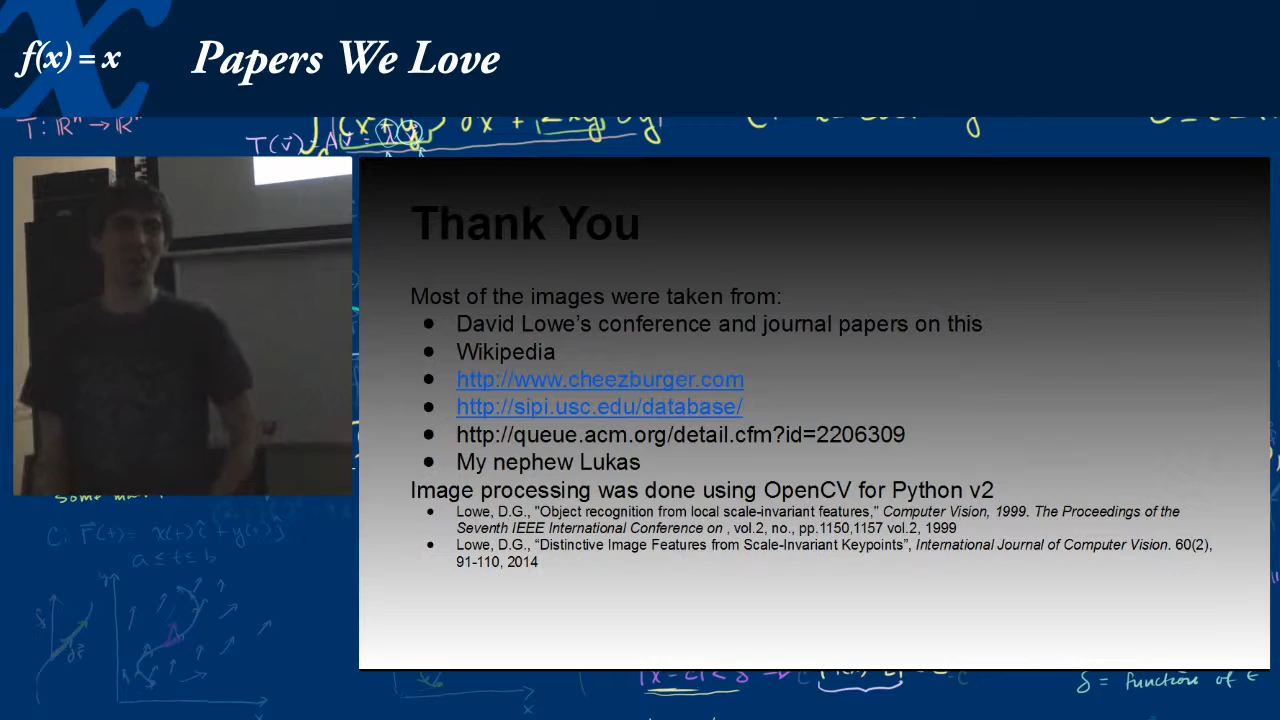 f(x) = x
Papers We Love
T: ℝⁿ → ℝⁿ
Thank You
Most of the images were taken from:
● David Lowe's conference and journal papers on this
● Wikipedia
● http://www.cheezburger.com
● http://sipi.usc.edu/database/
● http://queue.acm.org/detail.cfm?id=2206309
● My nephew Lukas
Image processing was done using OpenCV for Python v2
● Lowe, D.G., "Object recognition from local scale-invariant features," Computer Vision, 1999. The Proceedings of the
Seventh IEEE International Conference on , vol.2, no., pp.1150,1157 vol.2, 1999
● Lowe, D.G., “Distinctive Image Features from Scale-Invariant Keypoints”, International Journal of Computer Vision. 60(2),
91-110, 2014
a ≤ t ≤ b
δ = function of ε